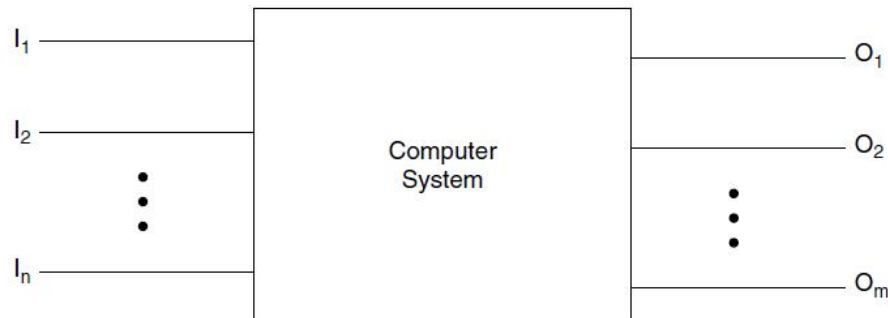 I₁
O₁
I₂
O₂
Computer
System
Iₙ
Oₘ